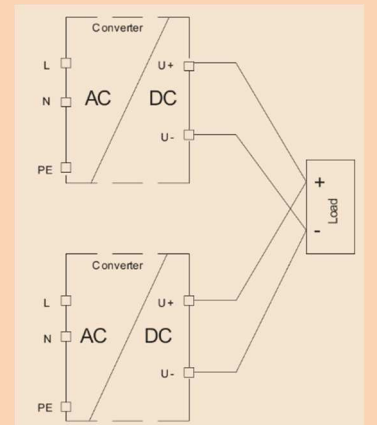 Converter
L
U+
N
AC
DC
U-
PE
+
Load
-
Converter
L
U+
N
AC
DC
U-
PE